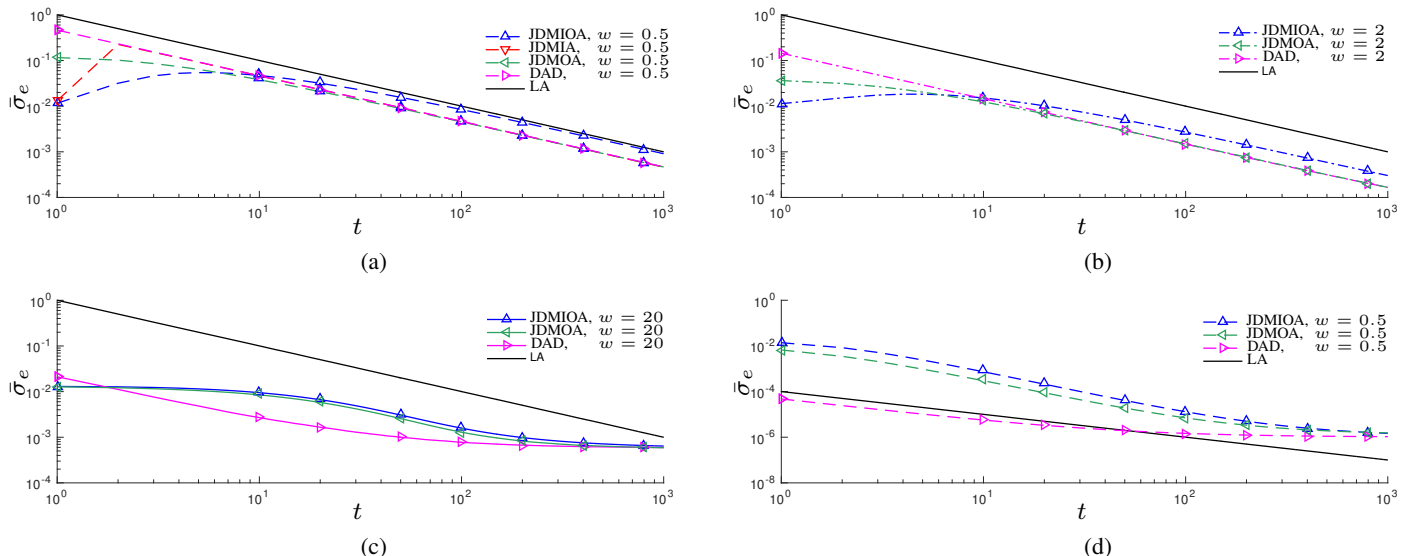 10^0
10^-1
10^-2
10^-3
10^-4
σ̄_e
JDMIOA, w = 0.5
JDMIA, w = 0.5
JDMOA, w = 0.5
DAD, w = 0.5
LA
10^0 10^1 10^2 10^3
t
(a)
10^0
10^-1
10^-2
10^-3
10^-4
σ̄_e
JDMIOA, w = 2
JDMOA, w = 2
DAD, w = 2
LA
10^0 10^1 10^2 10^3
t
(b)
10^0
10^-1
10^-2
10^-3
10^-4
σ̄_e
JDMIOA, w = 20
JDMOA, w = 20
DAD, w = 20
LA
10^0 10^1 10^2 10^3
t
(c)
10^0
10^-2
10^-4
10^-6
10^-8
σ̄_e
JDMIOA, w = 0.5
JDMOA, w = 0.5
DAD, w = 0.5
LA
10^0 10^1 10^2 10^3
t
(d)